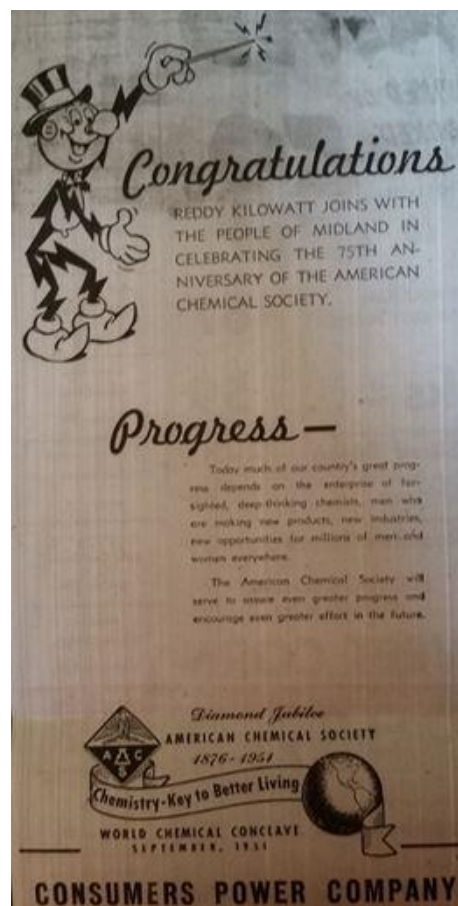 Congratulations
REDDY KILOWATT JOINS WITH
THE PEOPLE OF MIDLAND IN
CELEBRATING THE 75TH AN-
NIVERSARY OF THE AMERICAN
CHEMICAL SOCIETY.
Progress—
Today much of our country's great prog-
ress depends on the enterprise of far-
sighted, deep-thinking chemists, men who
are making new products, new industries,
new opportunities for millions of men and
women everywhere.
The American Chemical Society will
serve to assure even greater progress and
encourage even greater effort in the future.
Diamond Jubilee
AMERICAN CHEMICAL SOCIETY
1876-1951
A C
S
Chemistry-Key to Better Living
WORLD CHEMICAL CONCLAVE
SEPTEMBER, 1951
CONSUMERS POWER COMPANY